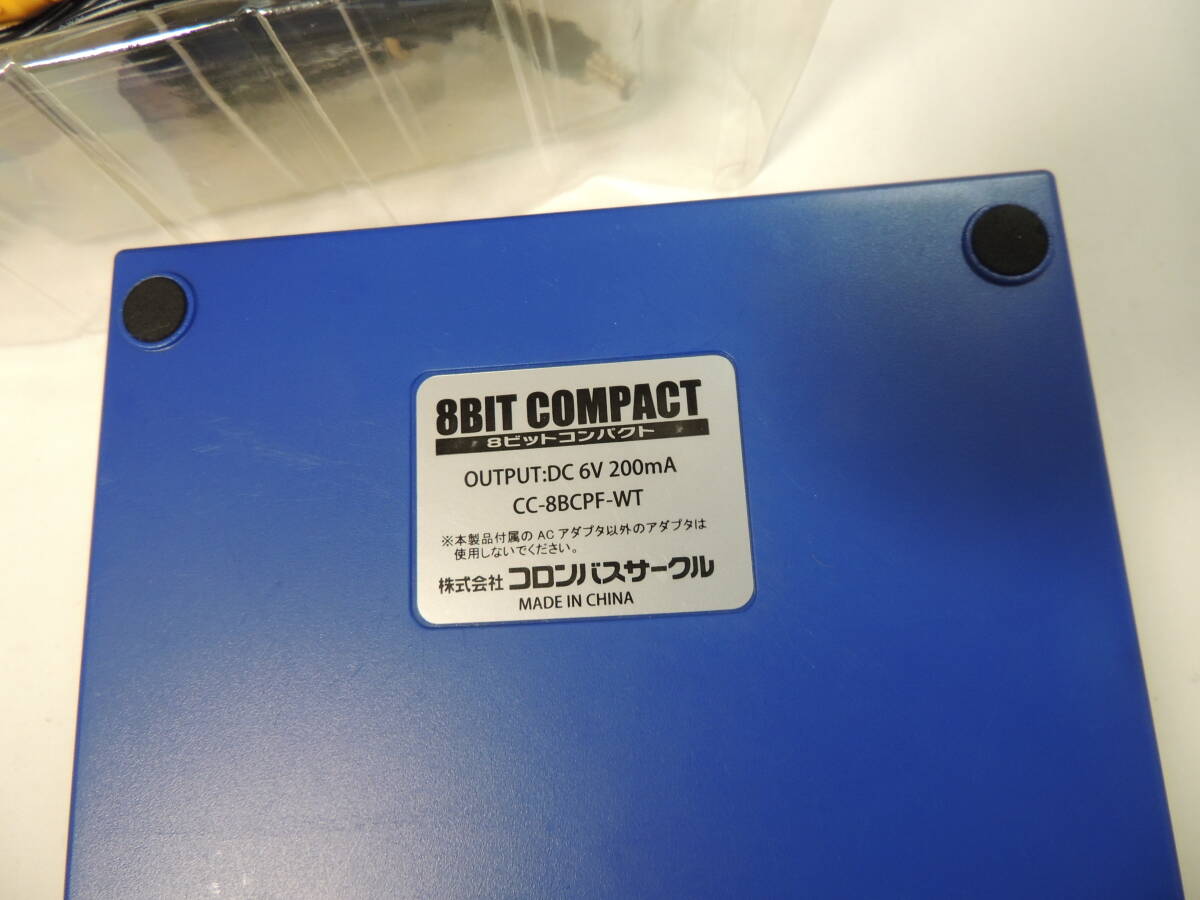 8BIT COMPACT
8ビットコンパクト
OUTPUT:DC 6V 200mA
CC-8BCPF-WT
※本製品付属の AC アダプタ以外のアダプタは
使用しないでください。
株式会社 コロンバスサークル
MADE IN CHINA